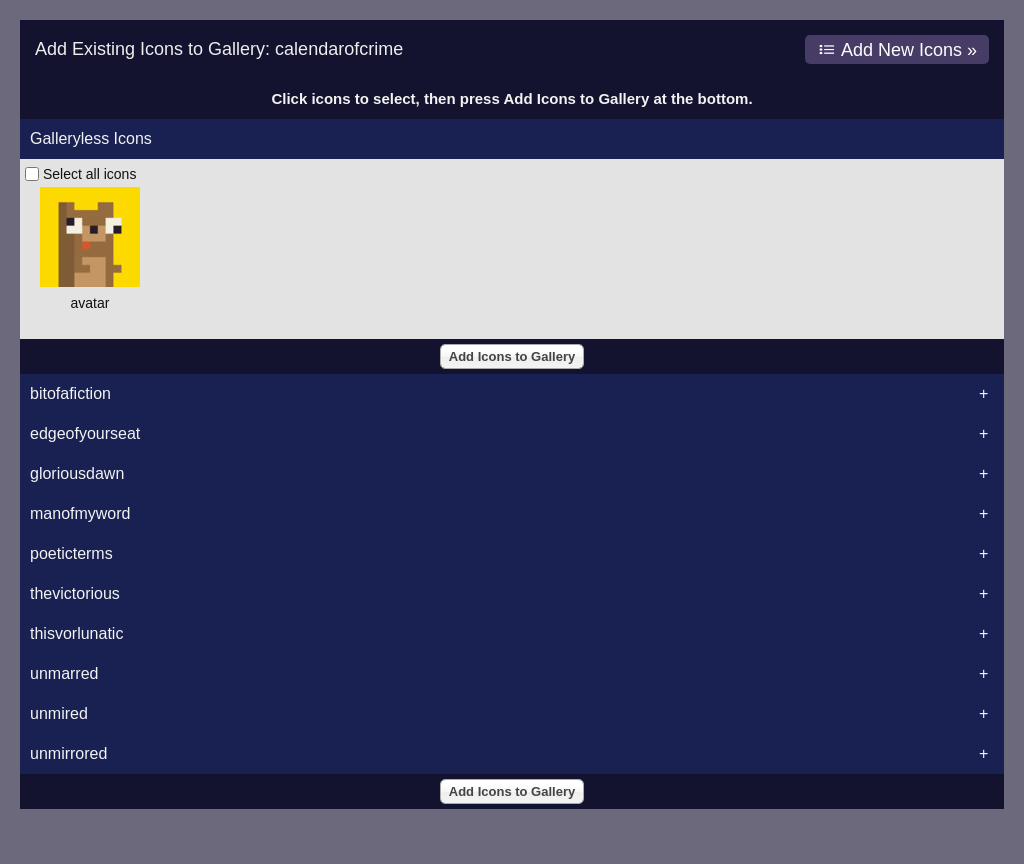 Add Existing Icons to Gallery: calendarofcrime
Add New Icons »
Click icons to select, then press Add Icons to Gallery at the bottom.
Galleryless Icons
Select all icons
avatar
Add Icons to Gallery
bitofafiction +
edgeofyourseat +
gloriousdawn +
manofmyword +
poeticterms +
thevictorious +
thisvorlunatic +
unmarred +
unmired +
unmirrored +
Add Icons to Gallery